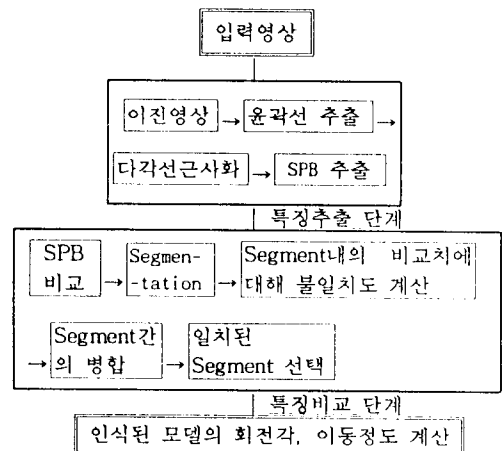 입력영상
이진영상 → 윤곽선 추출 →
다각선근사화 → SPB 추출
특징추출 단계
SPB 비교 → Segmen--tation → Segment내의 비교치에 대해 불일치도 계산
→ Segment간의 병합 → 일치된 Segment 선택
특징비교 단계
인식된 모델의 회전각, 이동정도 계산